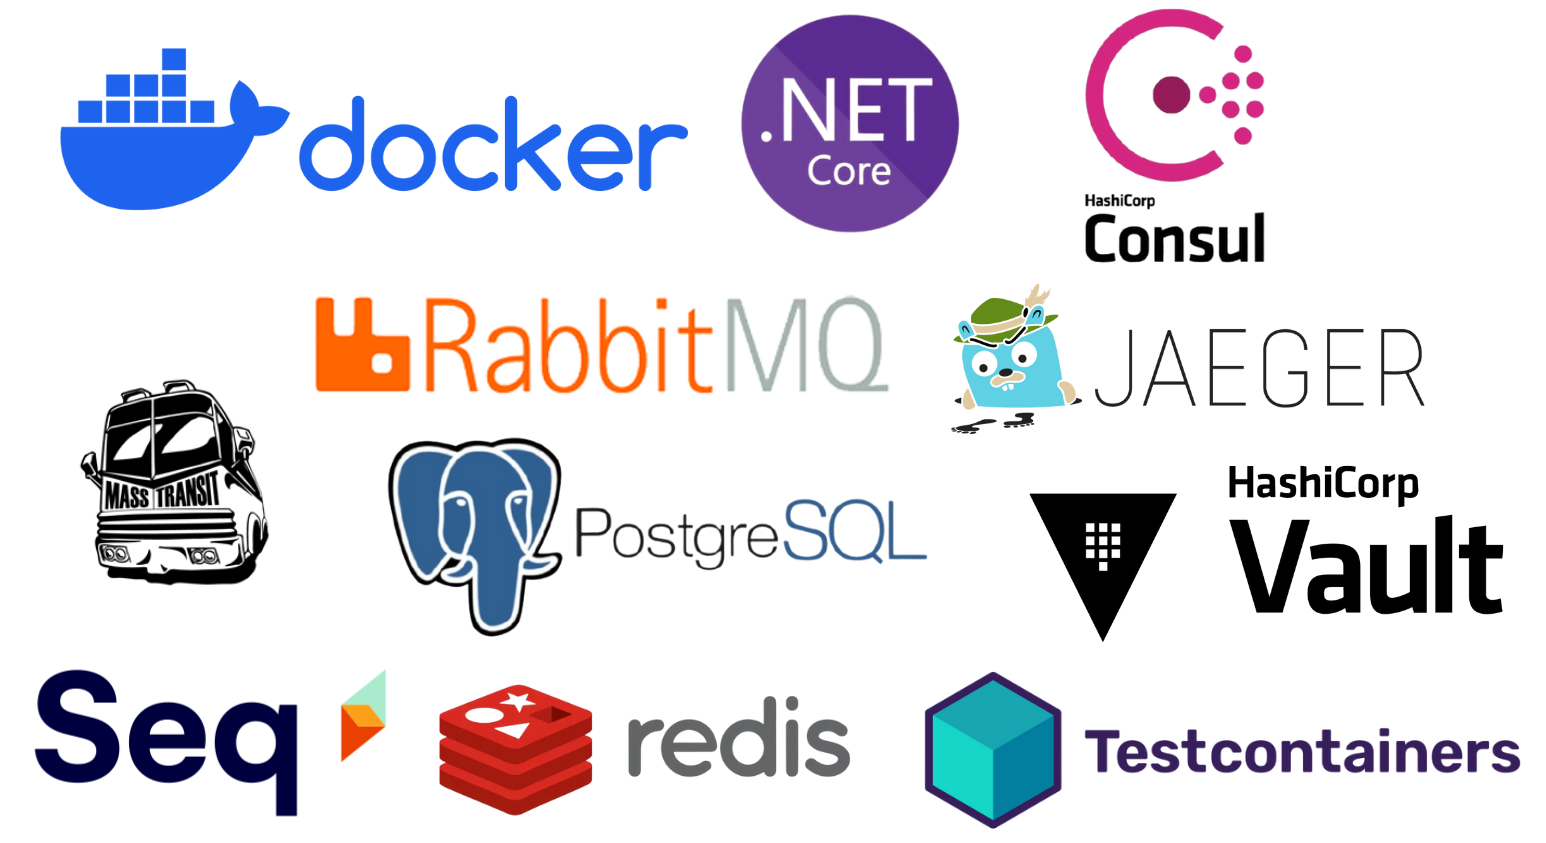 docker
.NET
Core
HashiCorp
Consul
RabbitMQ
JAEGER
MASS TRANSIT
PostgreSQL
HashiCorp
Vault
Seq
redis
Testcontainers